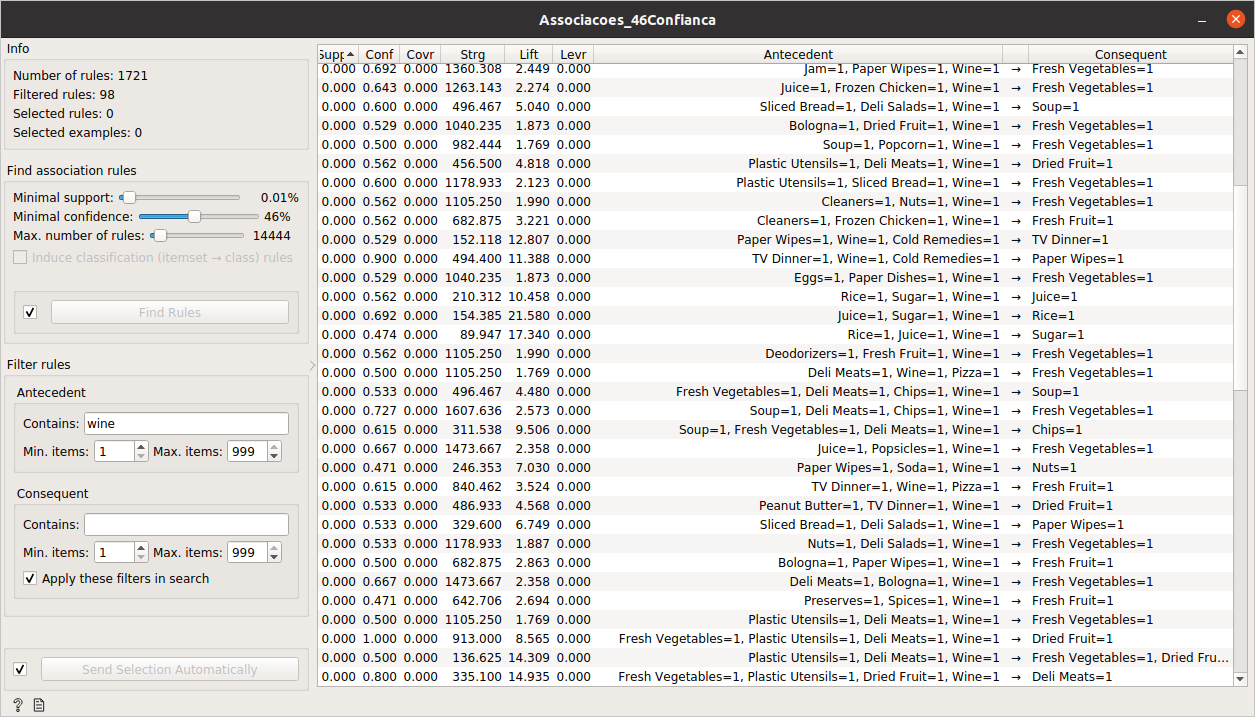 Associacoes_46Confianca
Info
Number of rules: 1721
Filtered rules: 98
Selected rules: 0
Selected examples: 0
Find association rules
Minimal support: 0.01%
Minimal confidence: 46%
Max. number of rules: 14444
Induce classification (itemset → class) rules
Find Rules
Filter rules
Antecedent
Contains: wine
Min. items: 1 Max. items: 999
Consequent
Contains:
Min. items: 1 Max. items: 999
Apply these filters in search
Send Selection Automatically
Supp Conf Covr Strg Lift Levr Antecedent Consequent
0.000 0.692 0.000 1360.308 2.449 0.000 Jam=1, Paper Wipes=1, Wine=1 → Fresh Vegetables=1
0.000 0.643 0.000 1263.143 2.274 0.000 Juice=1, Frozen Chicken=1, Wine=1 → Fresh Vegetables=1
0.000 0.600 0.000 496.467 5.040 0.000 Sliced Bread=1, Deli Salads=1, Wine=1 → Soup=1
0.000 0.529 0.000 1040.235 1.873 0.000 Bologna=1, Dried Fruit=1, Wine=1 → Fresh Vegetables=1
0.000 0.500 0.000 982.444 1.769 0.000 Soup=1, Popcorn=1, Wine=1 → Fresh Vegetables=1
0.000 0.562 0.000 456.500 4.818 0.000 Plastic Utensils=1, Deli Meats=1, Wine=1 → Dried Fruit=1
0.000 0.600 0.000 1178.933 2.123 0.000 Plastic Utensils=1, Sliced Bread=1, Wine=1 → Fresh Vegetables=1
0.000 0.562 0.000 1105.250 1.990 0.000 Cleaners=1, Nuts=1, Wine=1 → Fresh Vegetables=1
0.000 0.562 0.000 682.875 3.221 0.000 Cleaners=1, Frozen Chicken=1, Wine=1 → Fresh Fruit=1
0.000 0.529 0.000 152.118 12.807 0.000 Paper Wipes=1, Wine=1, Cold Remedies=1 → TV Dinner=1
0.000 0.900 0.000 494.400 11.388 0.000 TV Dinner=1, Wine=1, Cold Remedies=1 → Paper Wipes=1
0.000 0.529 0.000 1040.235 1.873 0.000 Eggs=1, Paper Dishes=1, Wine=1 → Fresh Vegetables=1
0.000 0.562 0.000 210.312 10.458 0.000 Rice=1, Sugar=1, Wine=1 → Juice=1
0.000 0.692 0.000 154.385 21.580 0.000 Juice=1, Sugar=1, Wine=1 → Rice=1
0.000 0.474 0.000 89.947 17.340 0.000 Rice=1, Juice=1, Wine=1 → Sugar=1
0.000 0.562 0.000 1105.250 1.990 0.000 Deodorizers=1, Fresh Fruit=1, Wine=1 → Fresh Vegetables=1
0.000 0.500 0.000 1105.250 1.769 0.000 Deli Meats=1, Wine=1, Pizza=1 → Fresh Vegetables=1
0.000 0.533 0.000 496.467 4.480 0.000 Fresh Vegetables=1, Deli Meats=1, Chips=1, Wine=1 → Soup=1
0.000 0.727 0.000 1607.636 2.573 0.000 Soup=1, Deli Meats=1, Chips=1, Wine=1 → Fresh Vegetables=1
0.000 0.615 0.000 311.538 9.506 0.000 Soup=1, Fresh Vegetables=1, Deli Meats=1, Wine=1 → Chips=1
0.000 0.667 0.000 1473.667 2.358 0.000 Juice=1, Popsicles=1, Wine=1 → Fresh Vegetables=1
0.000 0.471 0.000 246.353 7.030 0.000 Paper Wipes=1, Soda=1, Wine=1 → Nuts=1
0.000 0.615 0.000 840.462 3.524 0.000 TV Dinner=1, Wine=1, Pizza=1 → Fresh Fruit=1
0.000 0.533 0.000 486.933 4.568 0.000 Peanut Butter=1, TV Dinner=1, Wine=1 → Dried Fruit=1
0.000 0.533 0.000 329.600 6.749 0.000 Sliced Bread=1, Deli Salads=1, Wine=1 → Paper Wipes=1
0.000 0.533 0.000 1178.933 1.887 0.000 Nuts=1, Deli Salads=1, Wine=1 → Fresh Vegetables=1
0.000 0.500 0.000 682.875 2.863 0.000 Bologna=1, Paper Wipes=1, Wine=1 → Fresh Fruit=1
0.000 0.667 0.000 1473.667 2.358 0.000 Deli Meats=1, Bologna=1, Wine=1 → Fresh Vegetables=1
0.000 0.471 0.000 642.706 2.694 0.000 Preserves=1, Spices=1, Wine=1 → Fresh Fruit=1
0.000 0.500 0.000 1105.250 1.769 0.000 Plastic Utensils=1, Deli Meats=1, Wine=1 → Fresh Vegetables=1
0.000 1.000 0.000 913.000 8.565 0.000 Fresh Vegetables=1, Plastic Utensils=1, Deli Meats=1, Wine=1 → Dried Fruit=1
0.000 0.500 0.000 136.625 14.309 0.000 Plastic Utensils=1, Deli Meats=1, Wine=1 → Fresh Vegetables=1, Dried Fru...
0.000 0.800 0.000 335.100 14.935 0.000 Fresh Vegetables=1, Plastic Utensils=1, Dried Fruit=1, Wine=1 → Deli Meats=1